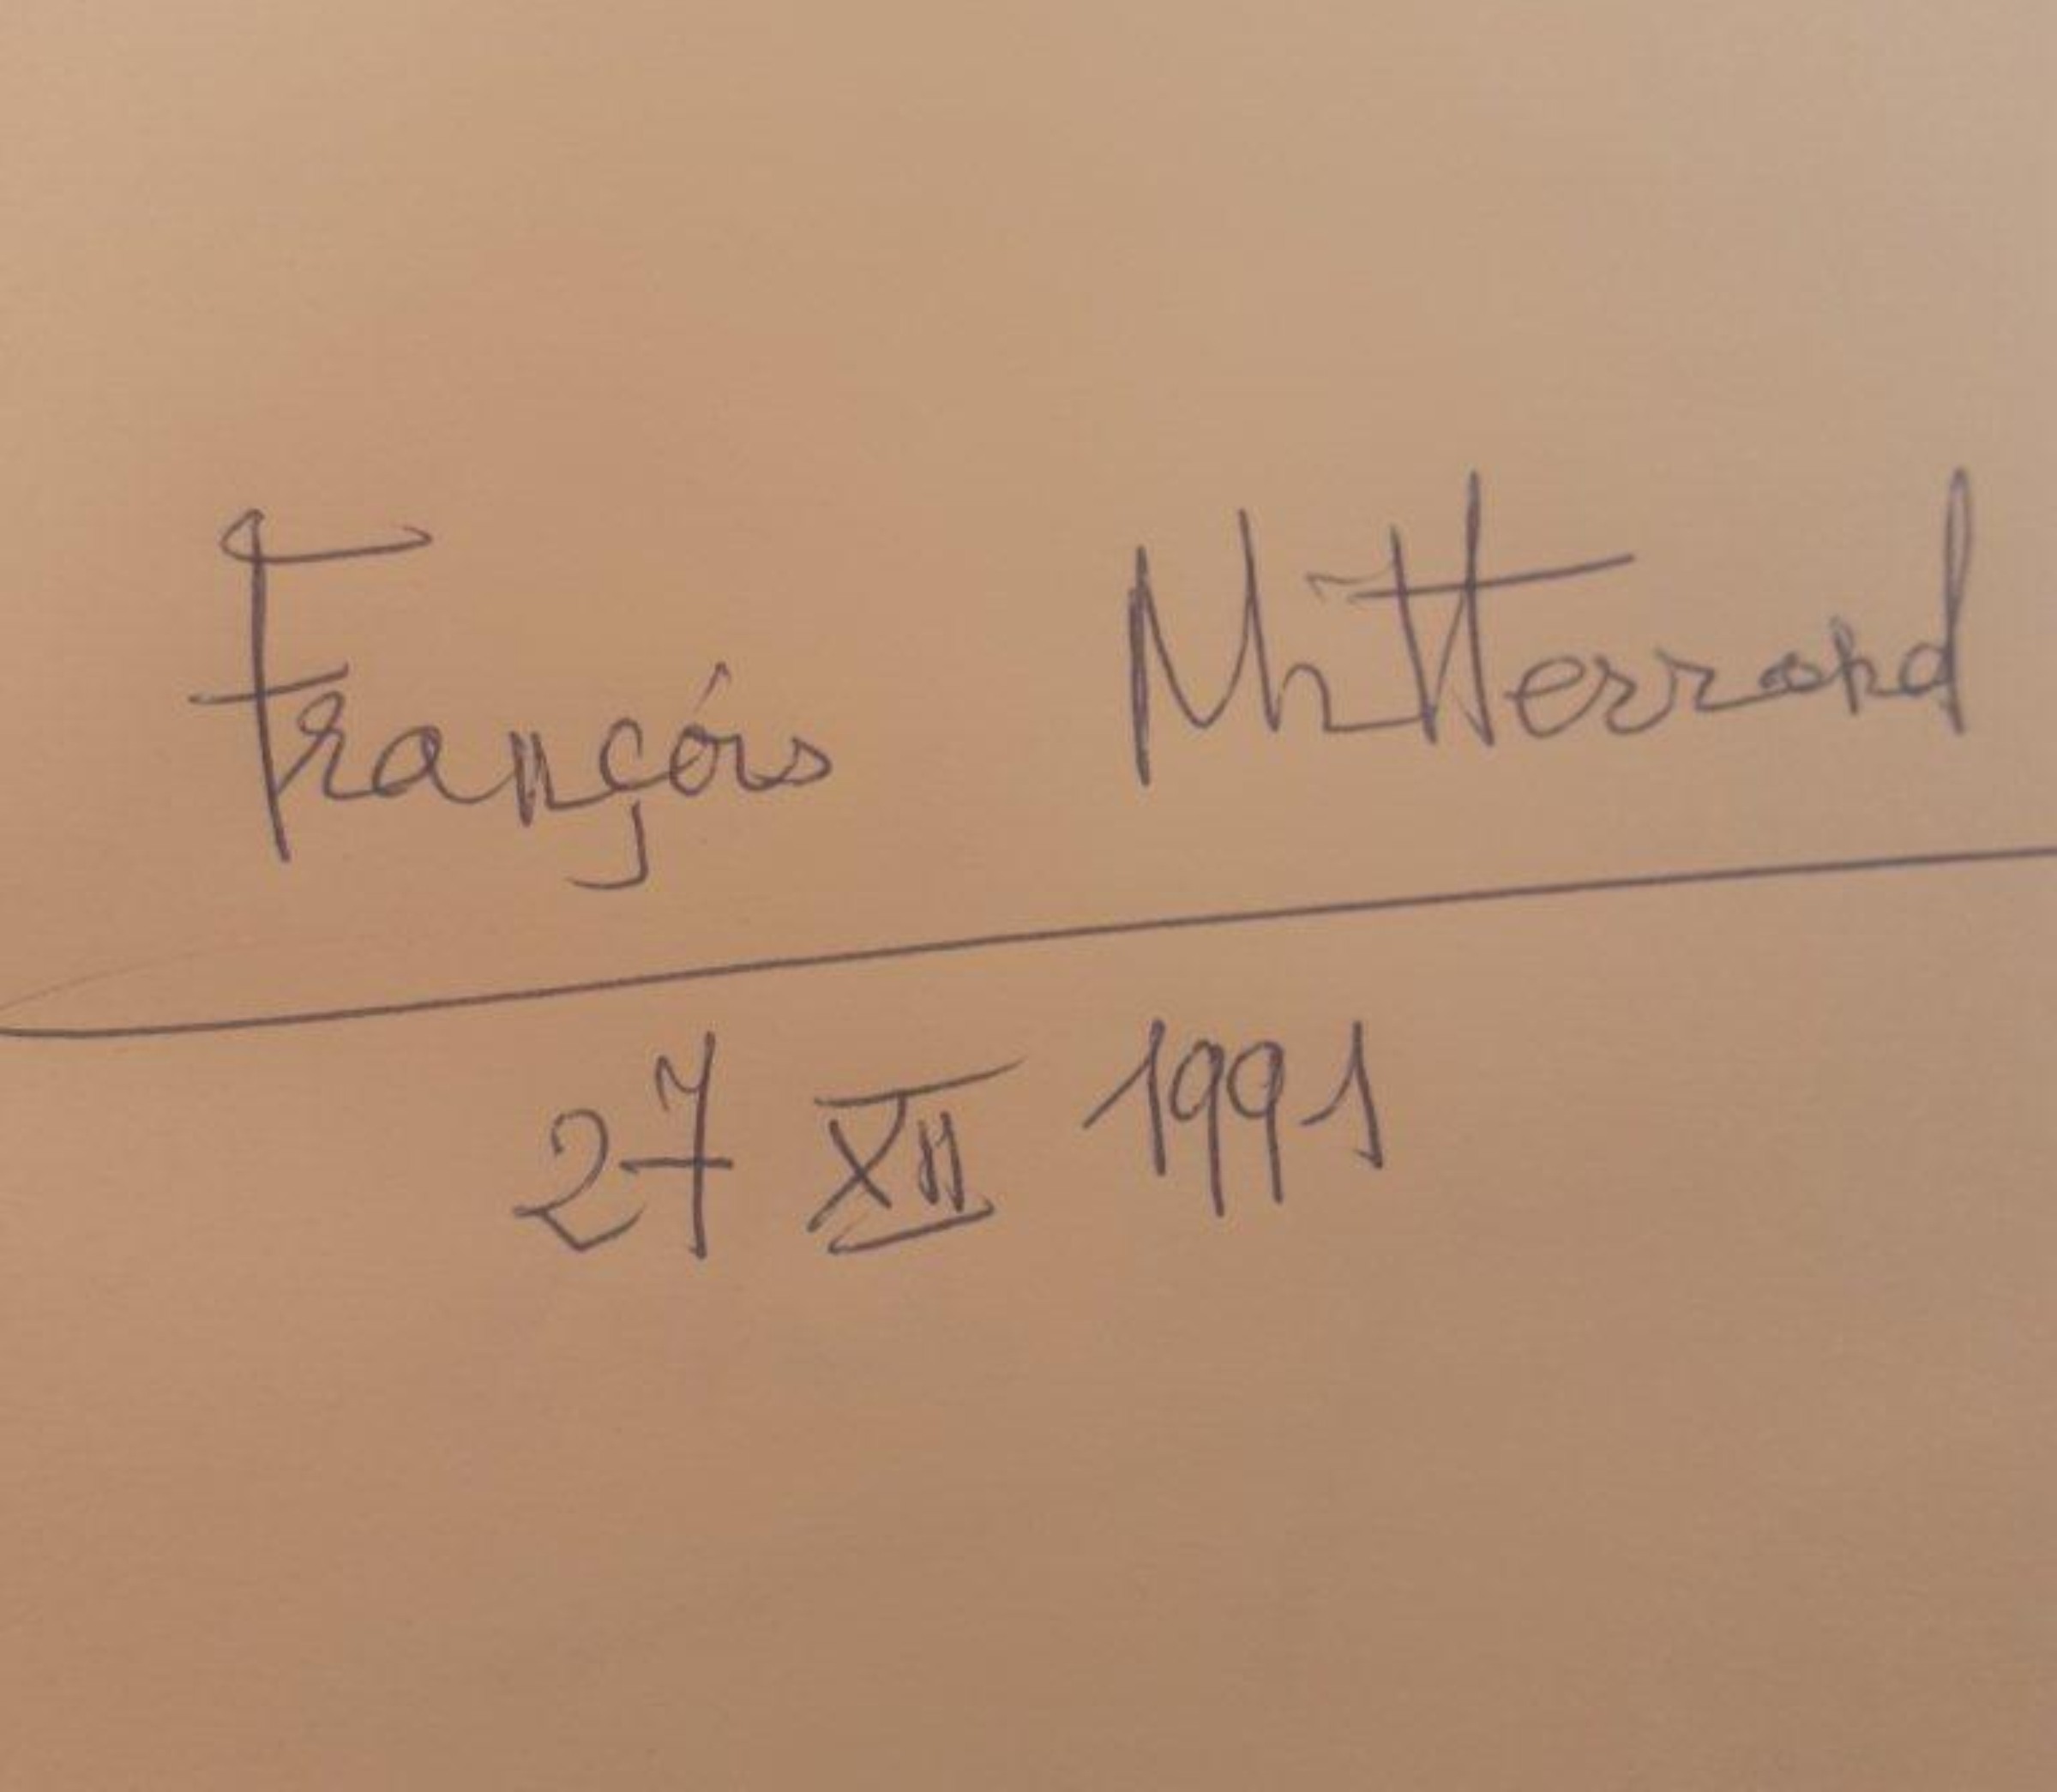 François Mitterrand
27 XII 1991